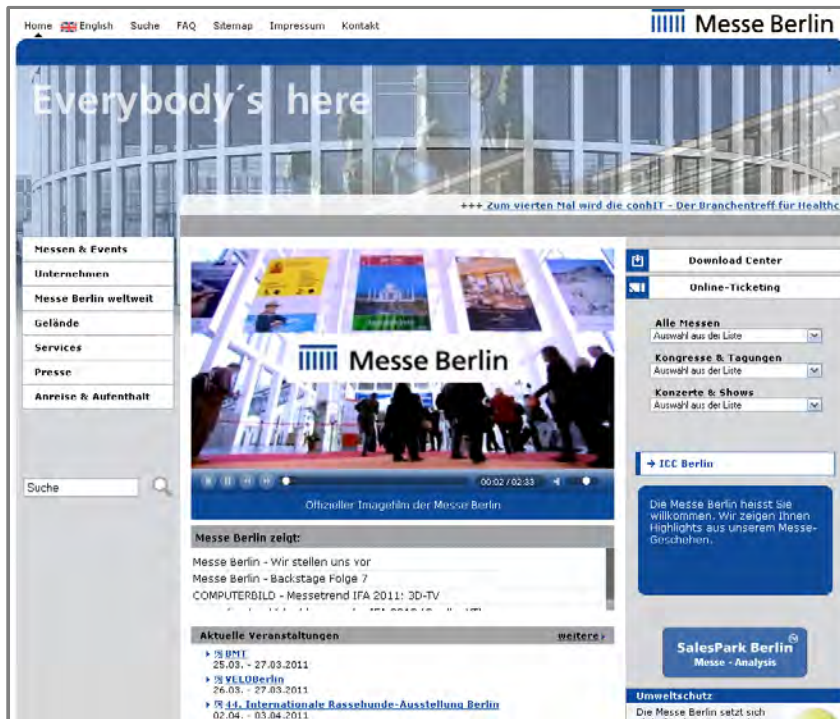 Home English Suche FAQ Sitemap Impressum Kontakt
Messe Berlin
Everybody´s here
+++ Zum vierten Mal wird die conhIT - Der Branchentreff für Healthc
Messen & Events
Unternehmen
Messe Berlin weltweit
Gelände
Services
Presse
Anreise & Aufenthalt
Suche
Messe Berlin
00:02 / 02:33
Offizieller Imagefilm der Messe Berlin
Messe Berlin zeigt:
Messe Berlin - Wir stellen uns vor
Messe Berlin - Backstage Folge 7
COMPUTERBILD - Messetrend IFA 2011: 3D-TV
Aktuelle Veranstaltungen weitere
BMT
25.03. - 27.03.2011
VELOBerlin
26.03. - 27.03.2011
44. Internationale Rassehunde-Ausstellung Berlin
02.04. - 03.04.2011
Download Center
Online-Ticketing
Alle Messen
Auswahl aus der Liste
Kongresse & Tagungen
Auswahl aus der Liste
Konzerte & Shows
Auswahl aus der Liste
→ ICC Berlin
Die Messe Berlin heisst Sie
willkommen. Wir zeigen Ihnen
Highlights aus unserem Messe-
Geschehen.
SalesPark Berlin
Messe - Analysis
Umweltschutz
Die Messe Berlin setzt sich